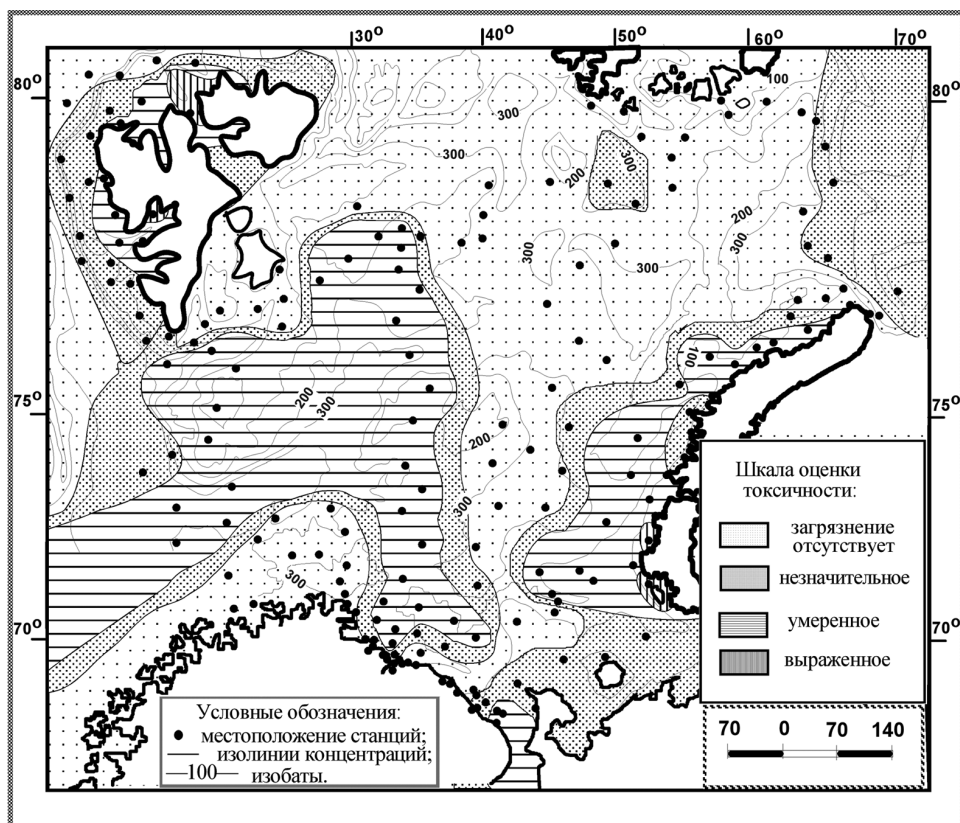 30° 40° 50° 60° 70°
80° 80°
100
300
300
300
200
200
300
300
300
100
75° 75°
200
300
200
300
300
70° 70°
Шкала оценки
токсичности:
загрязнение
отсутствует
незначительное
умеренное
выраженное
Условные обозначения:
местоположение станций;
изолинии концентраций;
—100— изобаты.
70 0 70 140